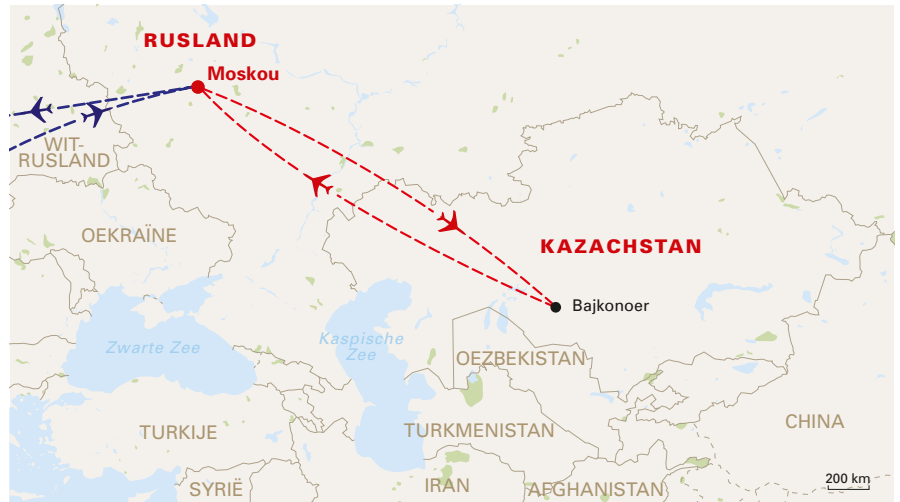 RUSLAND
Moskou
WIT-
RUSLAND
OEKRAÏNE
KAZACHSTAN
Bajkonoer
Zwarte Zee
Kaspische
Zee
OEZBEKISTAN
TURKIJE
TURKMENISTAN
CHINA
SYRIË
IRAN
AFGHANISTAN
200 km